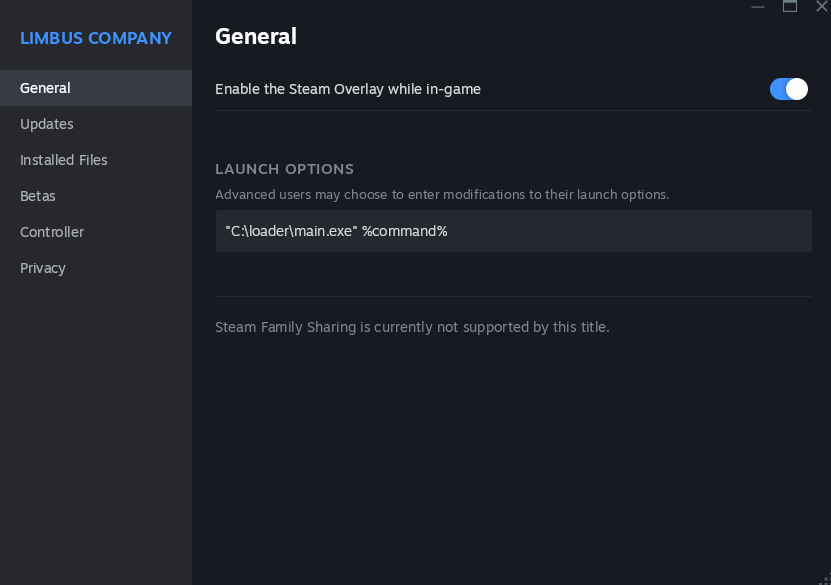 LIMBUS COMPANY
General
Updates
Installed Files
Betas
Controller
Privacy
General
Enable the Steam Overlay while in-game
LAUNCH OPTIONS
Advanced users may choose to enter modifications to their launch options.
"C:\loader\main.exe" %command%
Steam Family Sharing is currently not supported by this title.